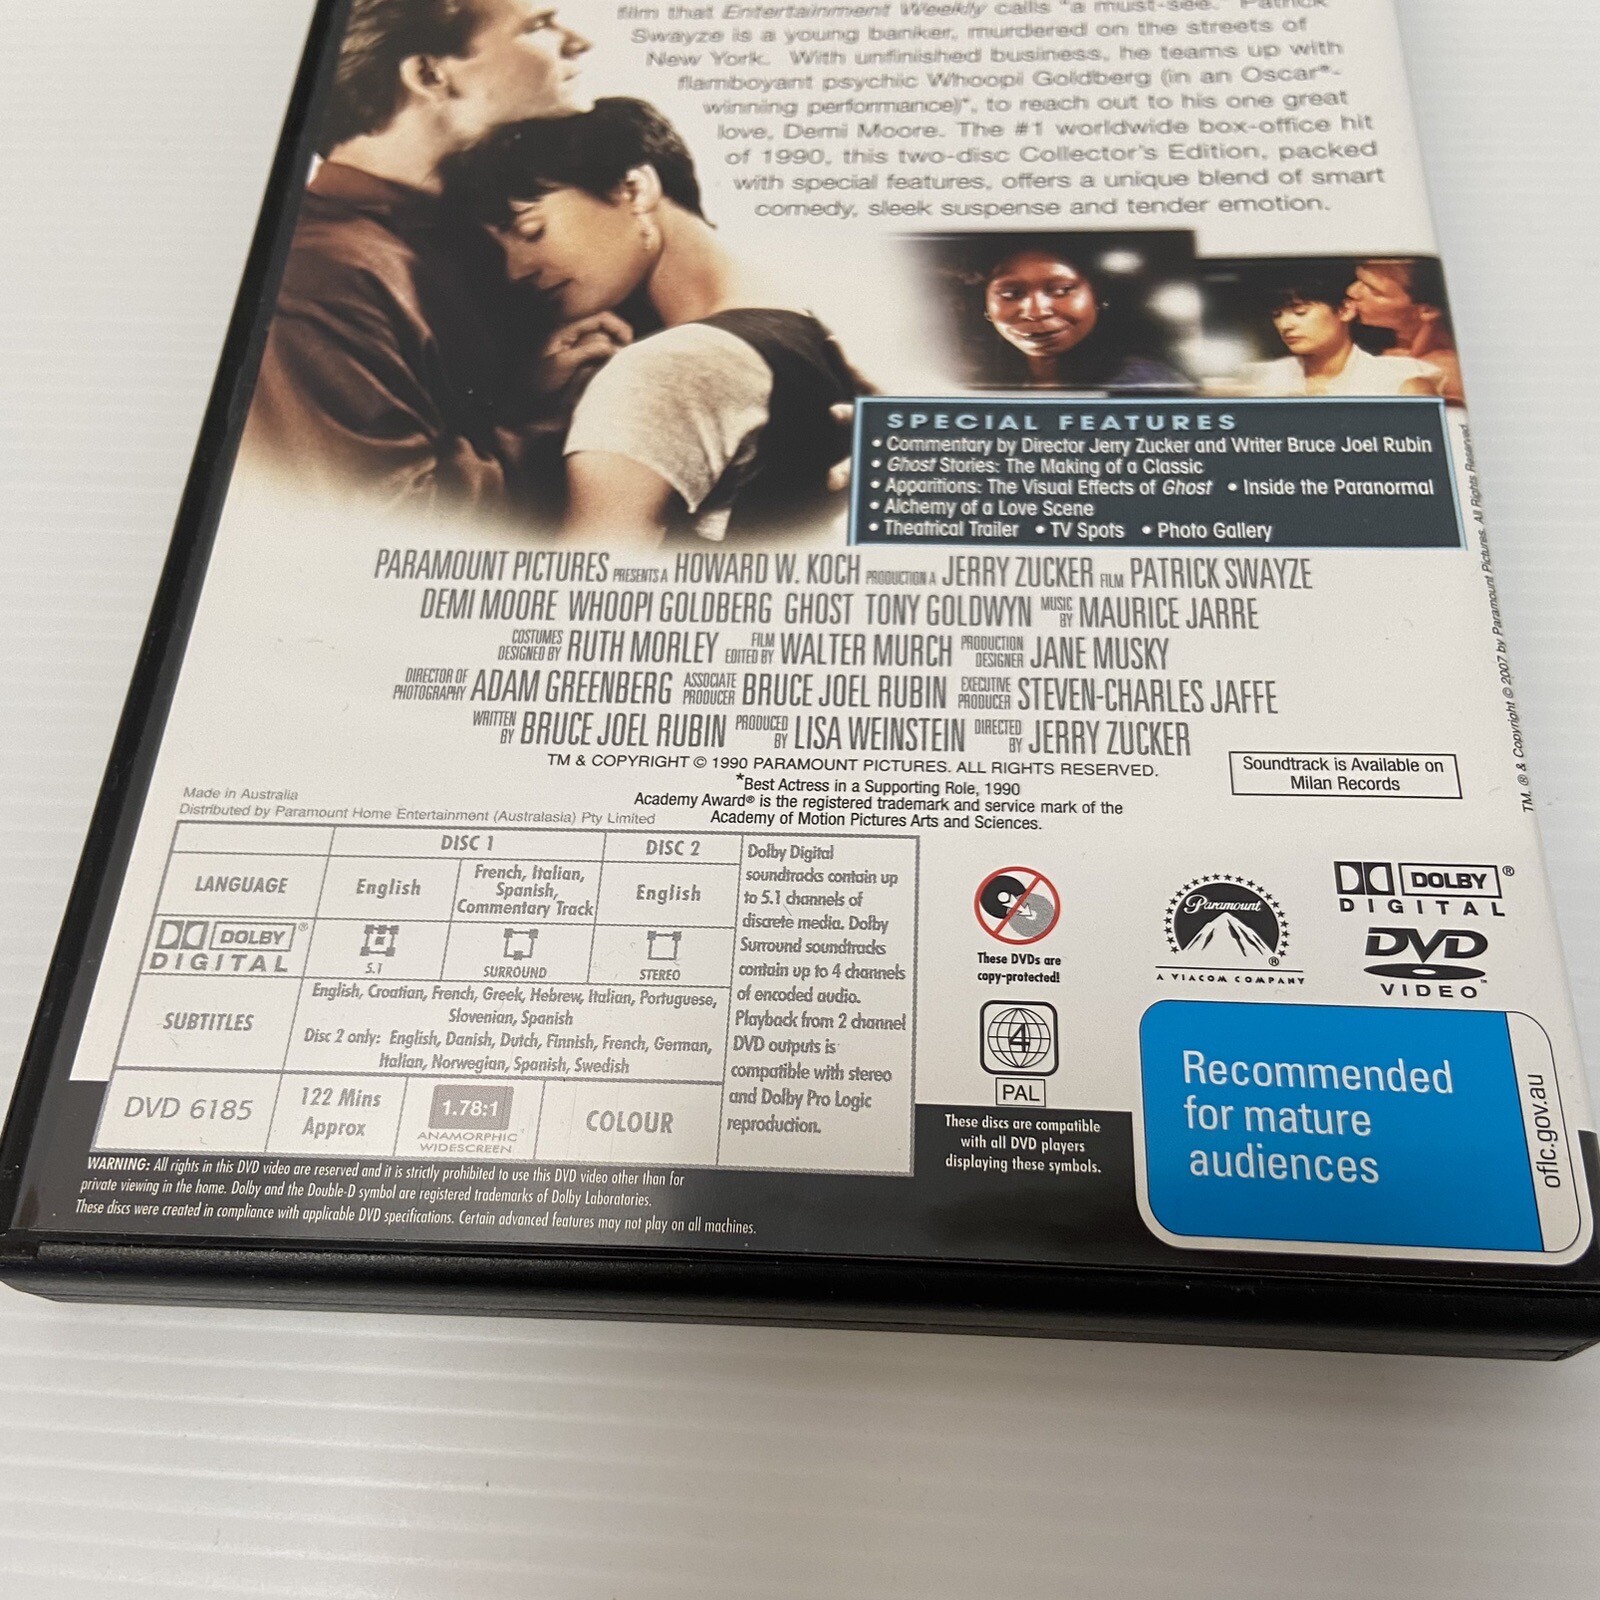 film that Entertainment Weekly calls "a must-see." Patrick
Swayze is a young banker, murdered on the streets of
New York. With unfinished business, he teams up with
flamboyant psychic Whoopi Goldberg (in an Oscar®-
winning performance)*, to reach out to his one great
love, Demi Moore. The #1 worldwide box-office hit
of 1990, this two-disc Collector's Edition, packed
with special features, offers a unique blend of smart
comedy, sleek suspense and tender emotion.
SPECIAL FEATURES
• Commentary by Director Jerry Zucker and Writer Bruce Joel Rubin
• Ghost Stories: The Making of a Classic
• Apparitions: The Visual Effects of Ghost • Inside the Paranormal
• Alchemy of a Love Scene
• Theatrical Trailer • TV Spots • Photo Gallery
PARAMOUNT PICTURES PRESENTS A HOWARD W. KOCH PRODUCTION A JERRY ZUCKER FILM PATRICK SWAYZE
DEMI MOORE WHOOPI GOLDBERG GHOST TONY GOLDWYN MUSIC BY MAURICE JARRE
COSTUMES DESIGNED BY RUTH MORLEY FILM EDITED BY WALTER MURCH PRODUCTION DESIGNER JANE MUSKY
DIRECTOR OF PHOTOGRAPHY ADAM GREENBERG ASSOCIATE PRODUCER BRUCE JOEL RUBIN EXECUTIVE PRODUCER STEVEN-CHARLES JAFFE
WRITTEN BY BRUCE JOEL RUBIN PRODUCED BY LISA WEINSTEIN DIRECTED BY JERRY ZUCKER
TM & COPYRIGHT © 1990 PARAMOUNT PICTURES. ALL RIGHTS RESERVED.
*Best Actress in a Supporting Role, 1990
Academy Award® is the registered trademark and service mark of the
Academy of Motion Pictures Arts and Sciences.
Soundtrack is Available on
Milan Records
TM, ® & Copyright © 2007 by Paramount Pictures. All Rights Reserved.
Made in Australia
Distributed by Paramount Home Entertainment (Australasia) Pty Limited
DISC 1
DISC 2
LANGUAGE
English
French, Italian,
Spanish,
Commentary Track
English
DOLBY®
DIGITAL
5.1
SURROUND
STEREO
SUBTITLES
English, Croatian, French, Greek, Hebrew, Italian, Portuguese,
Slovenian, Spanish
Disc 2 only: English, Danish, Dutch, Finnish, French, German,
Italian, Norwegian, Spanish, Swedish
DVD 6185
122 Mins
Approx
1.78:1
ANAMORPHIC
WIDESCREEN
COLOUR
Dolby Digital
soundtracks contain up
to 5.1 channels of
discrete media. Dolby
Surround soundtracks
contain up to 4 channels
of encoded audio.
Playback from 2 channel
DVD outputs is
compatible with stereo
and Dolby Pro Logic
reproduction.
These DVDs are
copy-protected!
4
PAL
These discs are compatible
with all DVD players
displaying these symbols.
Paramount
®
A VIACOM COMPANY
DOLBY®
DIGITAL
DVD
VIDEO™
Recommended
for mature
audiences
oflc.gov.au
WARNING: All rights in this DVD video are reserved and it is strictly prohibited to use this DVD video other than for
private viewing in the home. Dolby and the Double-D symbol are registered trademarks of Dolby Laboratories.
These discs were created in compliance with applicable DVD specifications. Certain advanced features may not play on all machines.